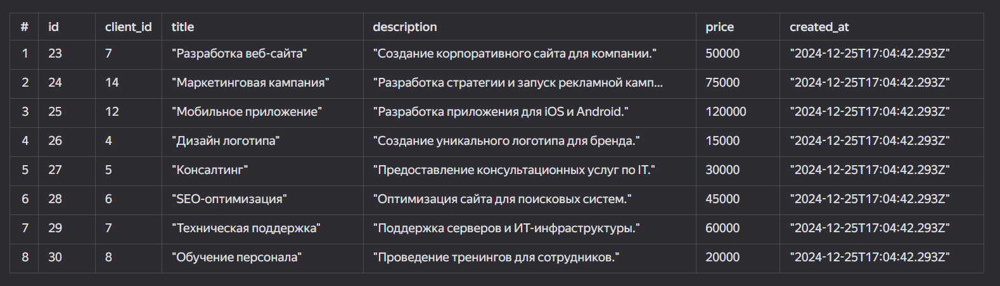 # id client_id title description price created_at
1 23 7 "Разработка веб-сайта" "Создание корпоративного сайта для компании." 50000 "2024-12-25T17:04:42.293Z"
2 24 14 "Маркетинговая кампания" "Разработка стратегии и запуск рекламной камп... 75000 "2024-12-25T17:04:42.293Z"
3 25 12 "Мобильное приложение" "Разработка приложения для iOS и Android." 120000 "2024-12-25T17:04:42.293Z"
4 26 4 "Дизайн логотипа" "Создание уникального логотипа для бренда." 15000 "2024-12-25T17:04:42.293Z"
5 27 5 "Консалтинг" "Предоставление консультационных услуг по IT." 30000 "2024-12-25T17:04:42.293Z"
6 28 6 "SEO-оптимизация" "Оптимизация сайта для поисковых систем." 45000 "2024-12-25T17:04:42.293Z"
7 29 7 "Техническая поддержка" "Поддержка серверов и ИТ-инфраструктуры." 60000 "2024-12-25T17:04:42.293Z"
8 30 8 "Обучение персонала" "Проведение тренингов для сотрудников." 20000 "2024-12-25T17:04:42.293Z"